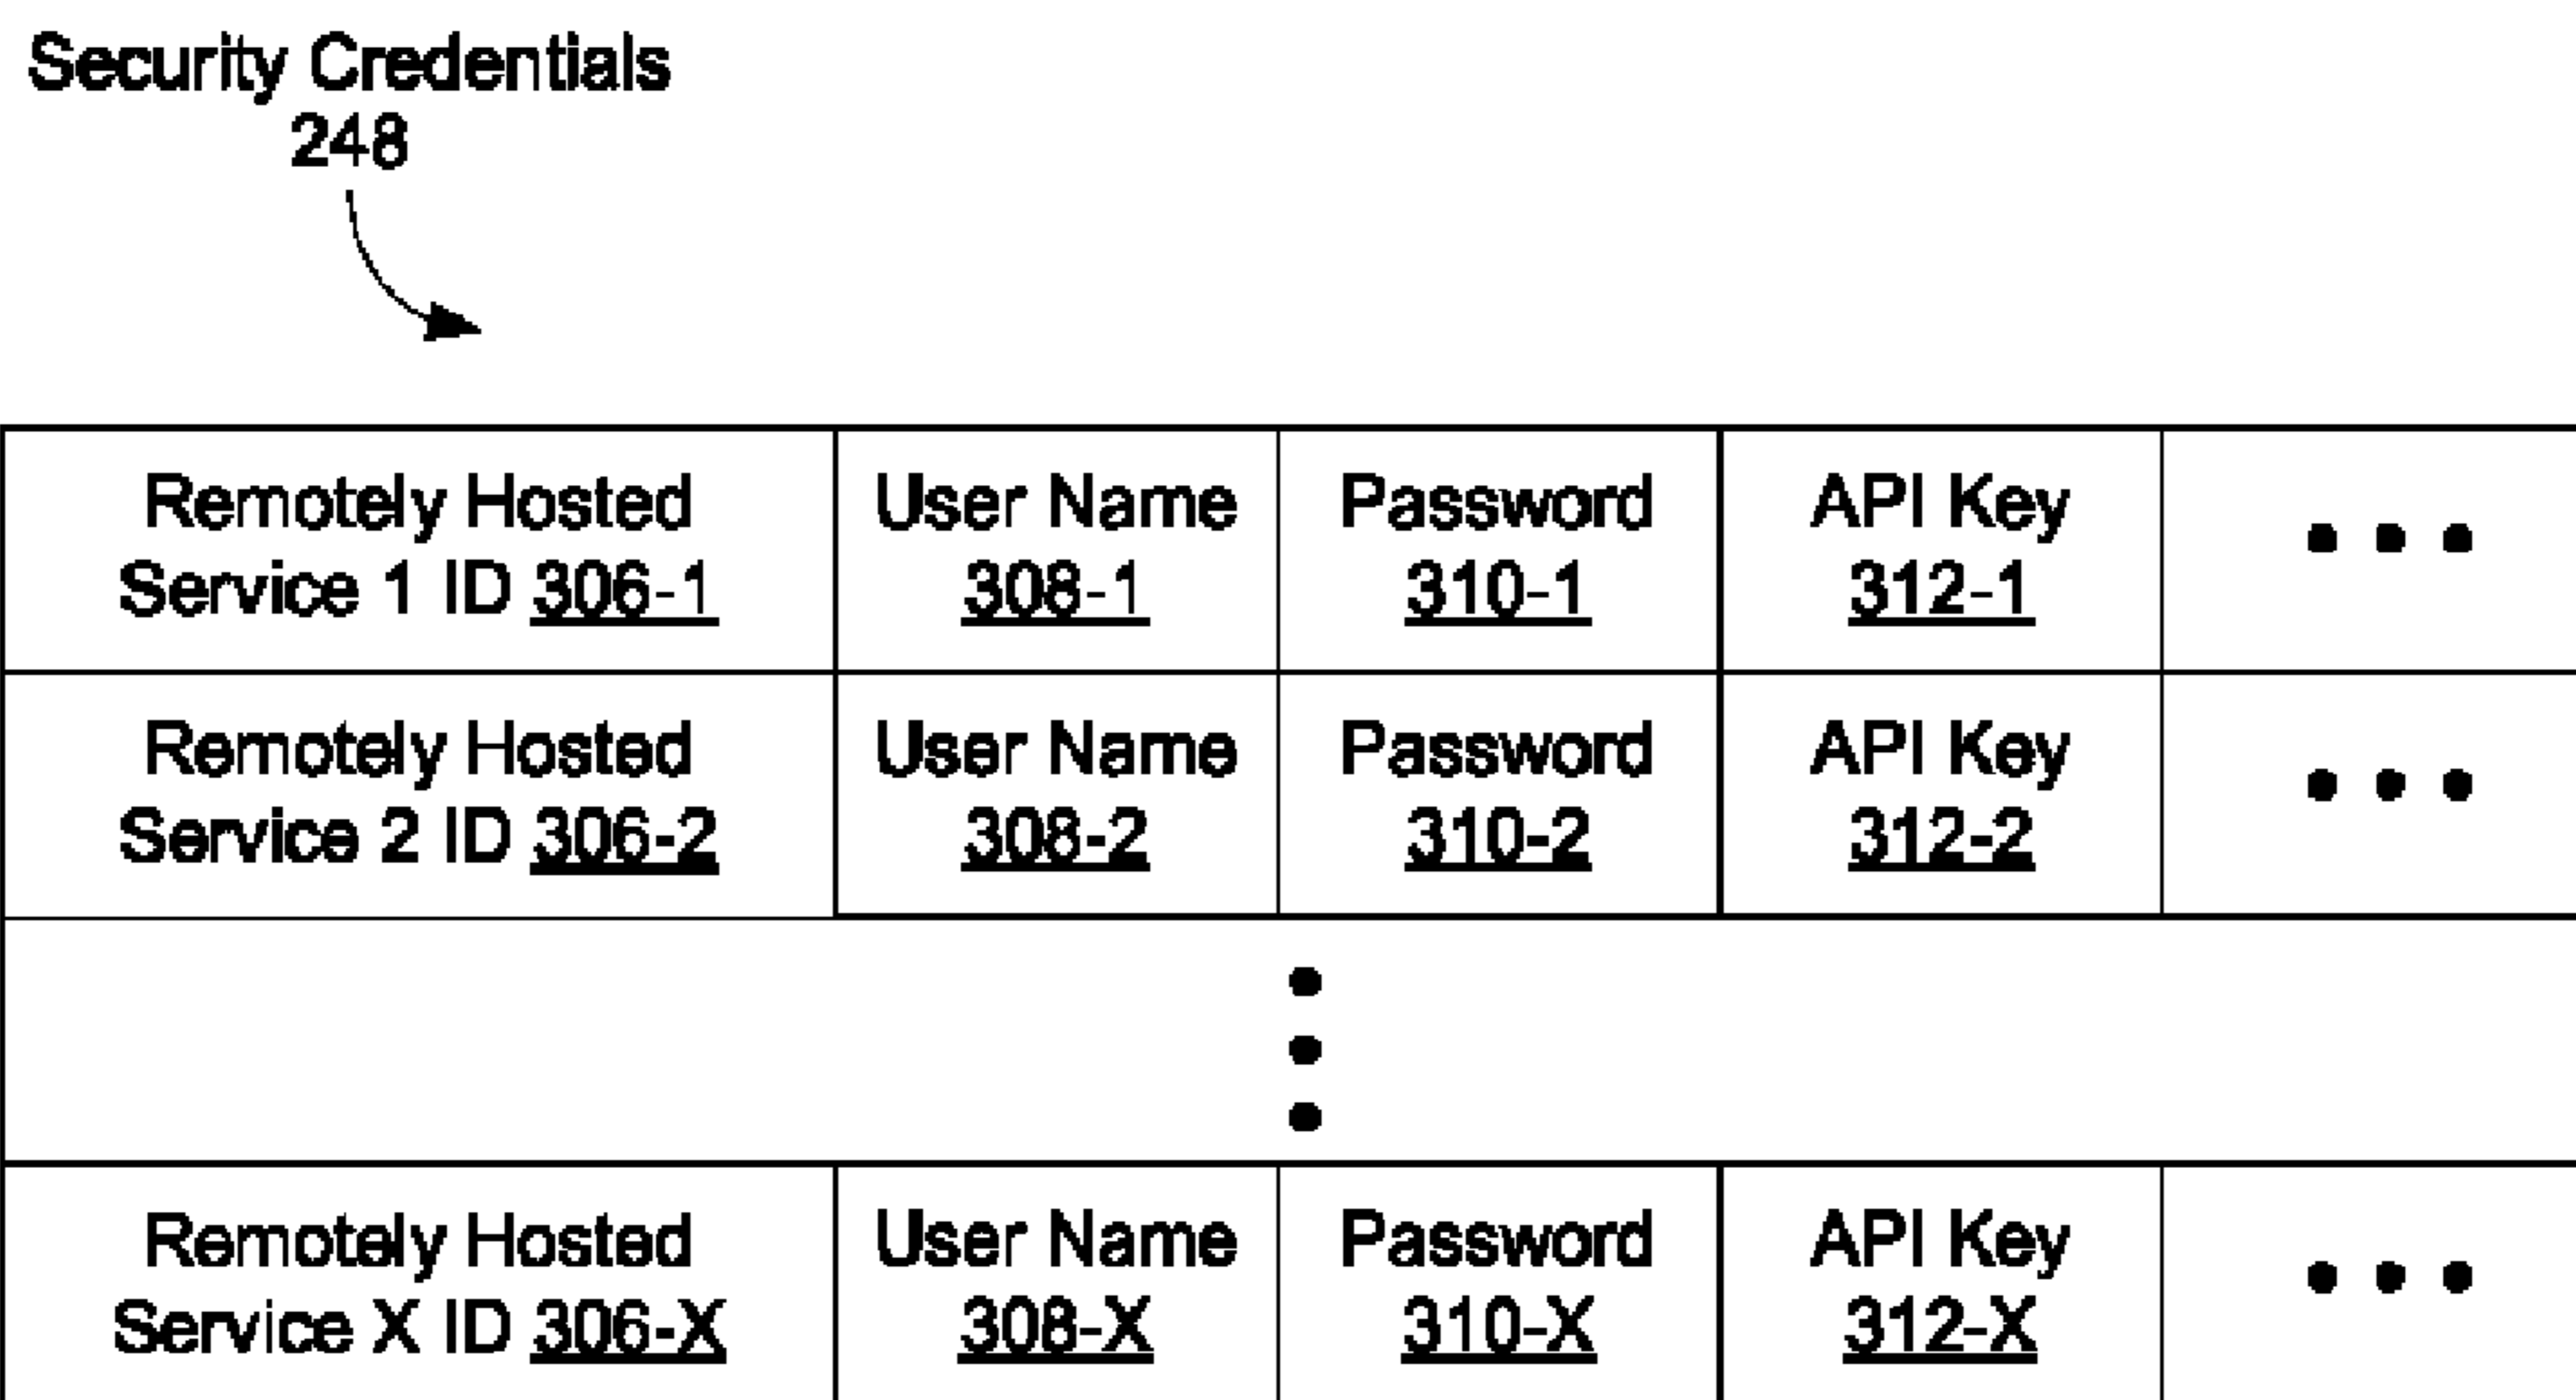 Security Credentials
248
Remotely Hosted
Service 1 ID 306-1
User Name
308-1
Password
310-1
API Key
312-1
• • •
Remotely Hosted
Service 2 ID 306-2
User Name
308-2
Password
310-2
API Key
312-2
• • •
Remotely Hosted
Service X ID 306-X
User Name
308-X
Password
310-X
API Key
312-X
• • •